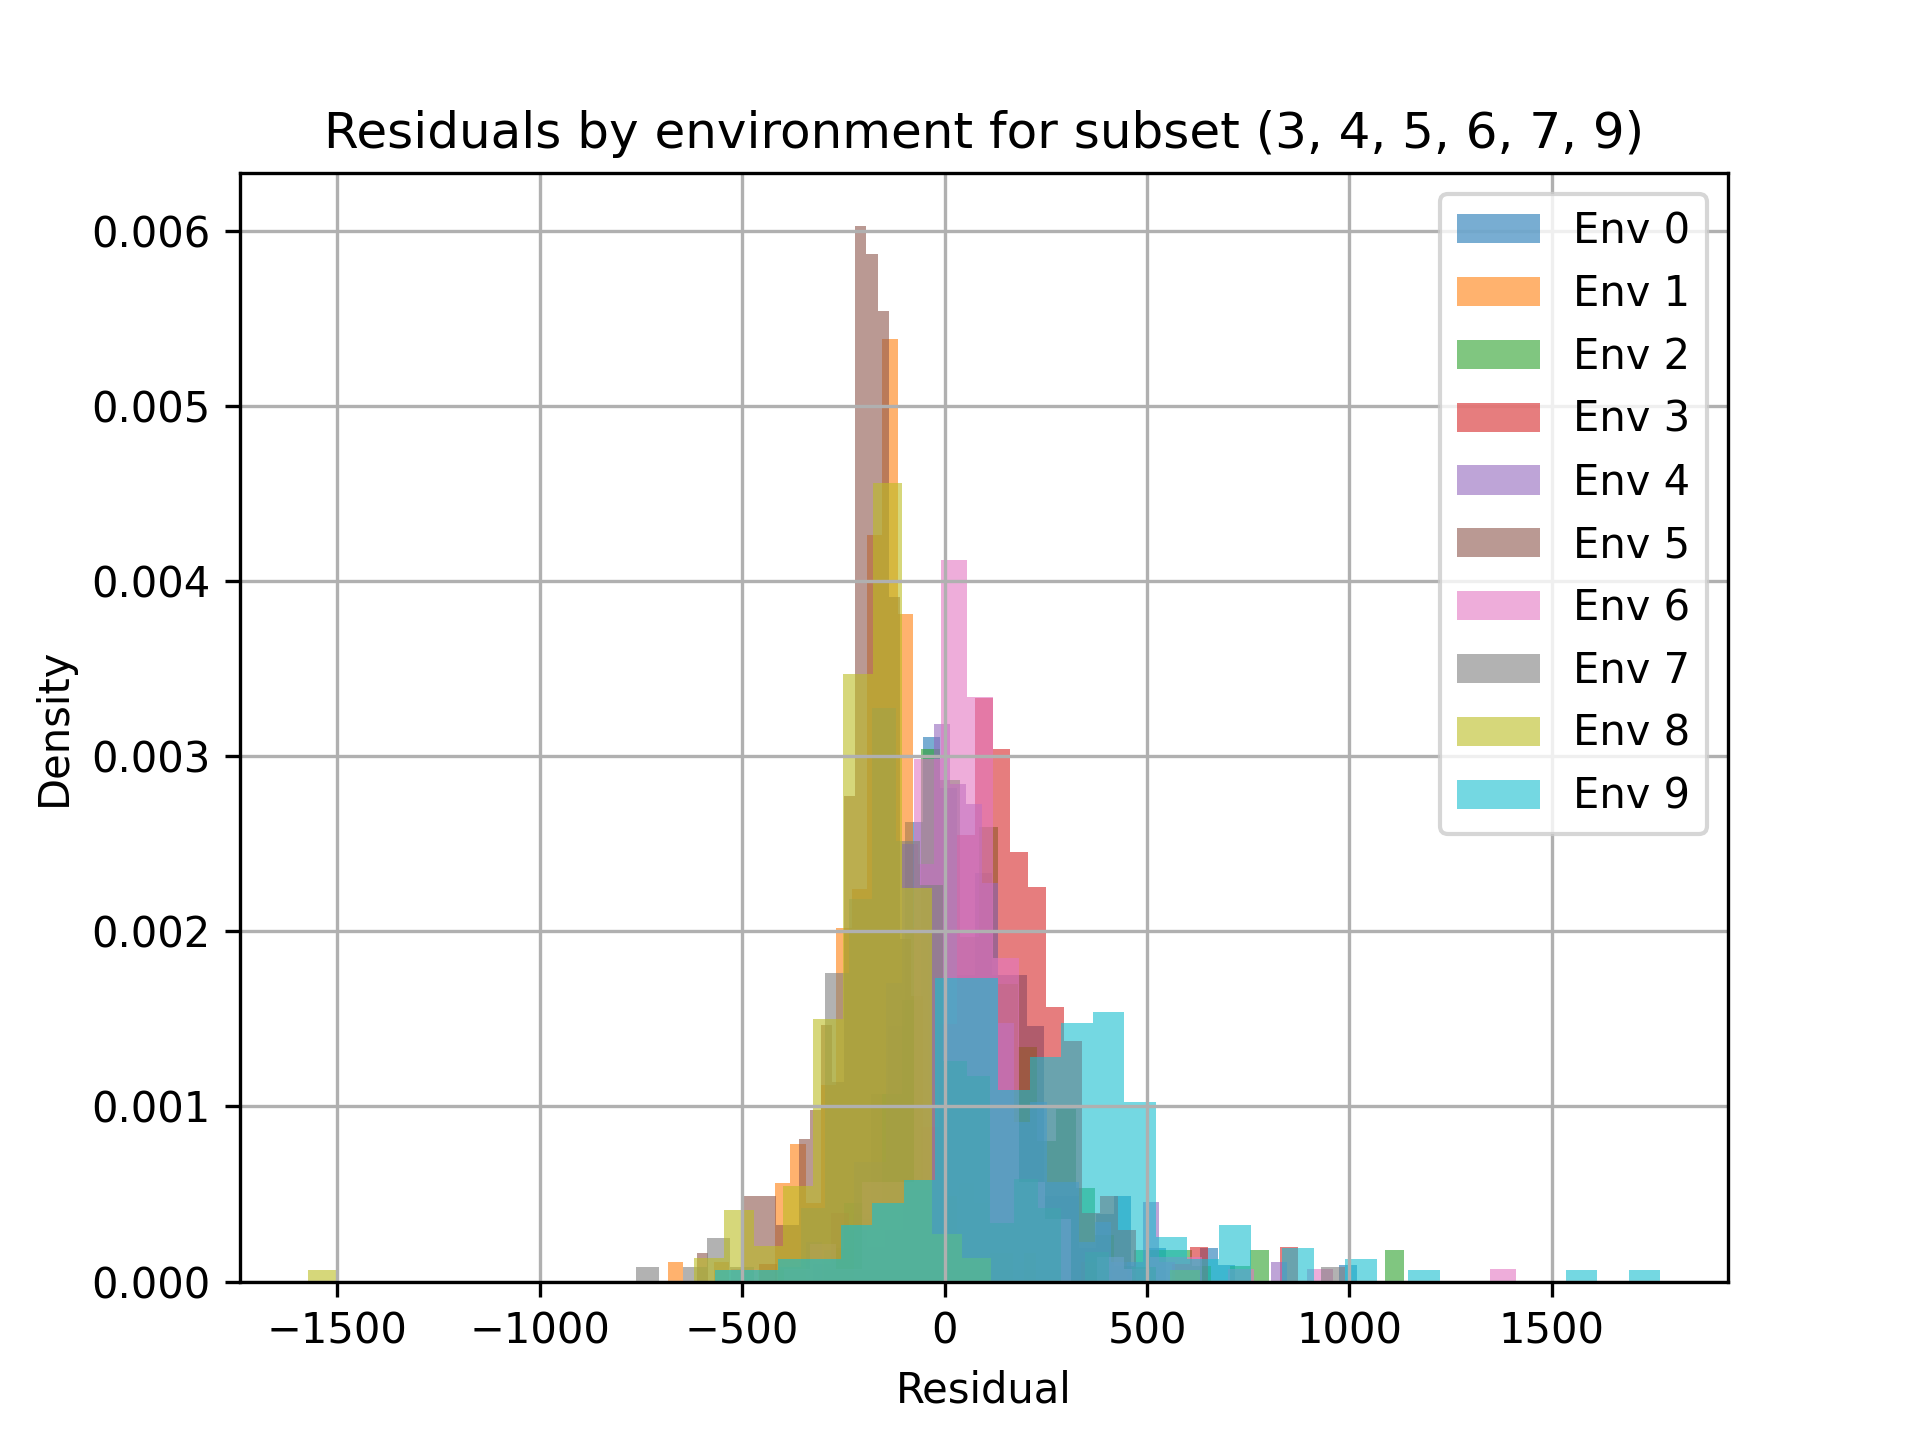 Residuals by environment for subset (3, 4, 5, 6, 7, 9)
0.006
0.005
0.004
0.003
0.002
0.001
0.000
Density
Env 0
Env 1
Env 2
Env 3
Env 4
Env 5
Env 6
Env 7
Env 8
Env 9
−1500 −1000 −500 0 500 1000 1500
Residual